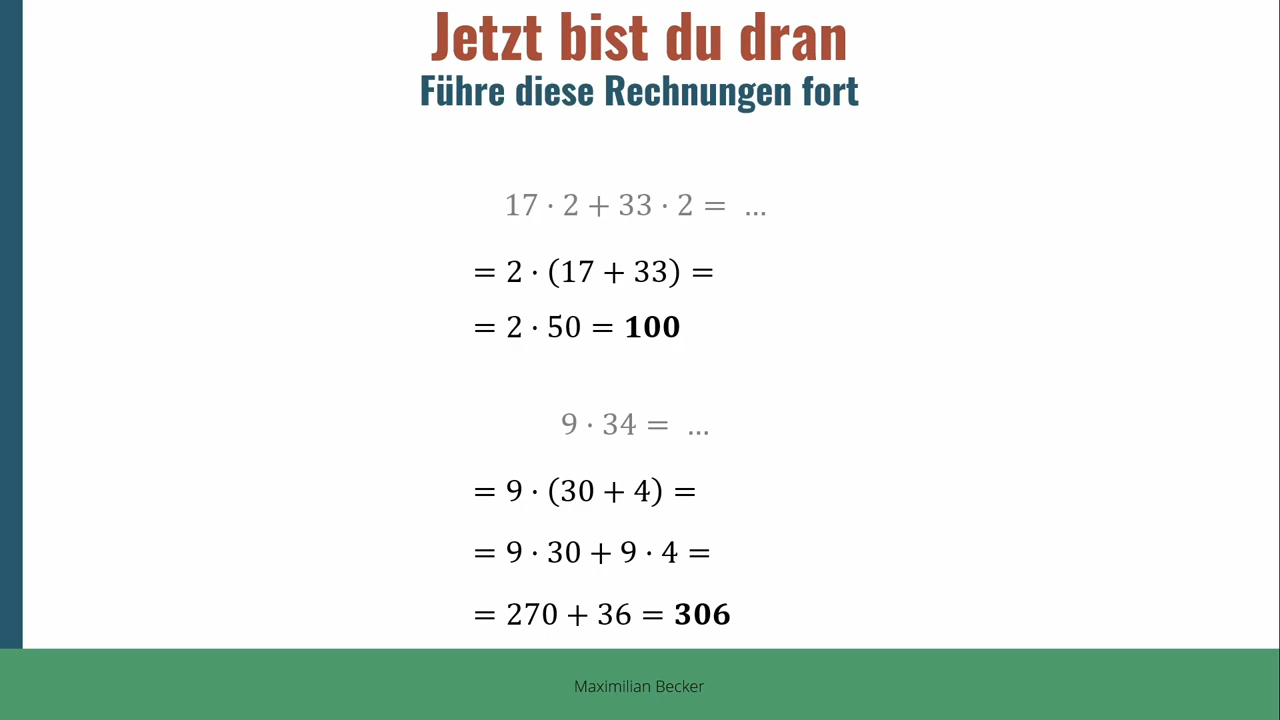 Jetzt bist du dran
Führe diese Rechnungen fort
17 · 2 + 33 · 2 = ...
= 2 · (17 + 33) =
= 2 · 50 = 100
9 · 34 = ...
= 9 · (30 + 4) =
= 9 · 30 + 9 · 4 =
= 270 + 36 = 306
Maximilian Becker